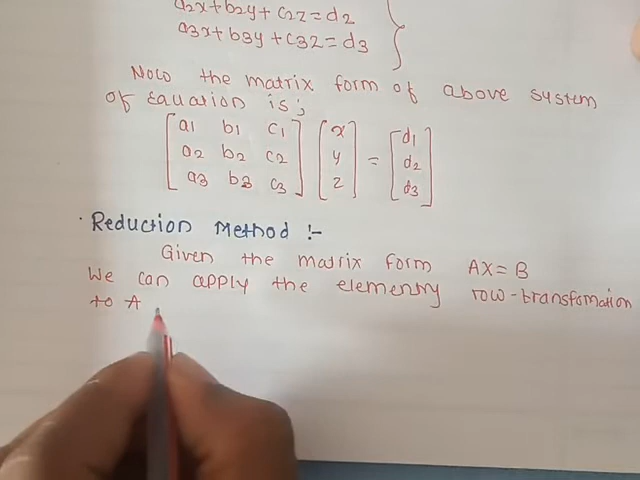 a2x+b2y+c2z=d2
a3x+b3y+c3z=d3
Now the matrix form of above system
of Equation is;
a1 b1 c1 x d1
a2 b2 c2 y = d2
a3 b3 c3 z d3
· Reduction Method :-
Given the matrix form AX=B
We can apply the elementry row-transfomation
to A